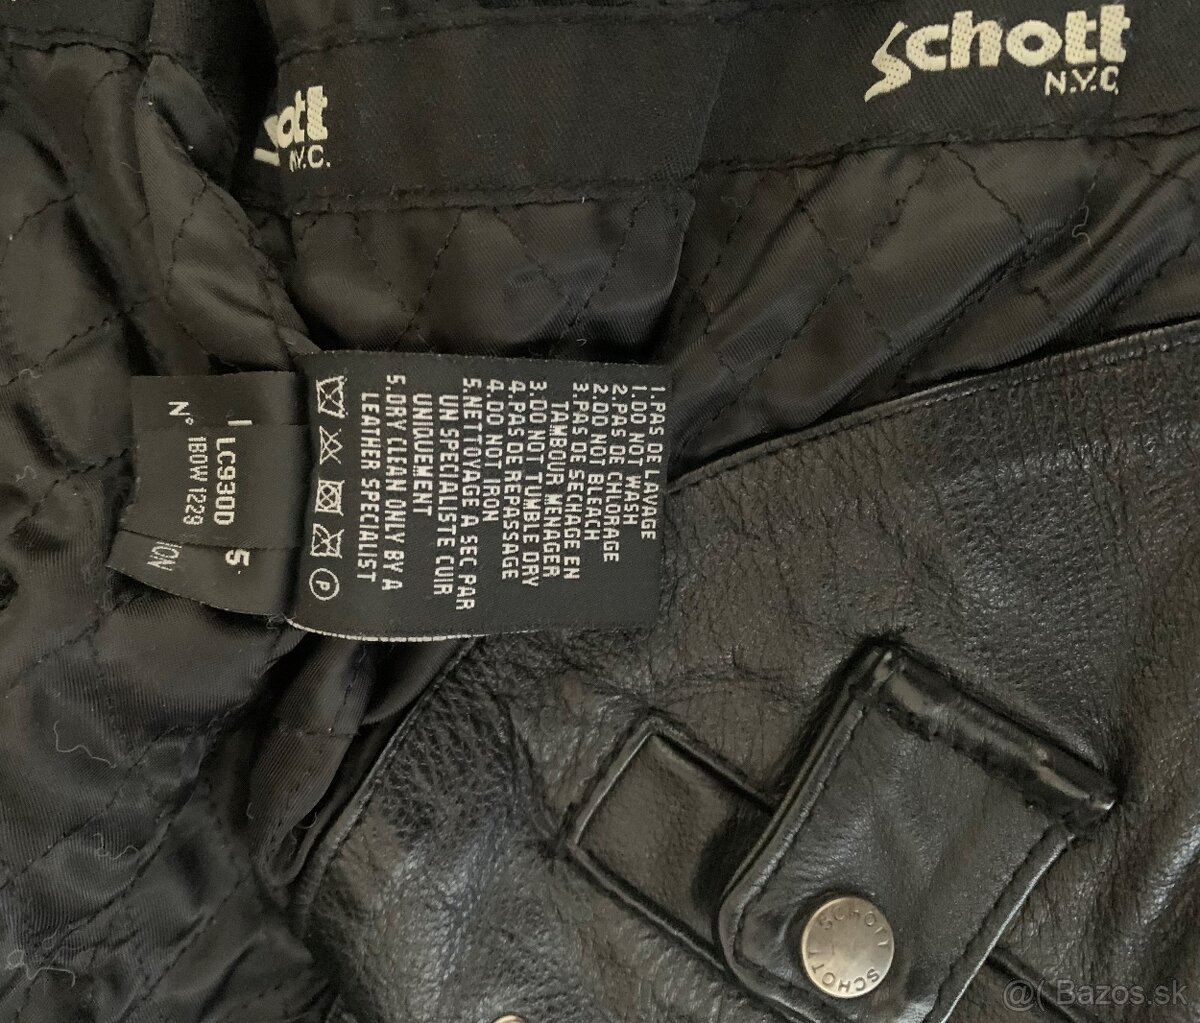 Schott
N.Y.C
ott
N.Y.C.
1.PAS DE LAVAGE
1.DO NOT WASH
2.PAS DE CHLORAGE
2.DO NOT BLEACH
3.PAS DE SECHAGE EN
TAMBOUR MENAGER
3.DO NOT TUMBLE DRY
4.PAS DE REPASSAGE
4.DO NOT IRON
5.NETTOYAGE A SEC PAR
UN SPECIALISTE CUIR
UNIQUEMENT
5.DRY CLEAN ONLY BY A
LEATHER SPECIALIST
P
LC930D 5
N° 18DW 1229
ION
SCHOTT SCHOTT
@( Bazos.sk